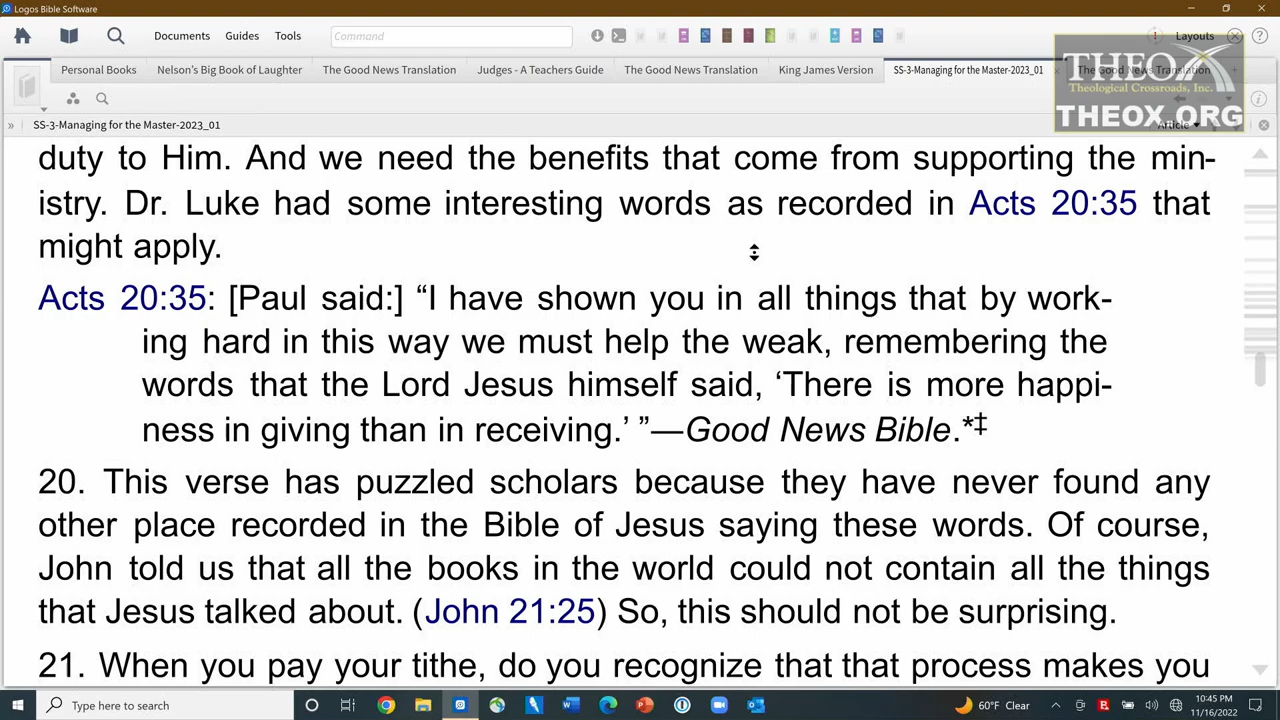 Logos Bible Software
Documents Guides Tools Command Layouts
Personal Books Nelson's Big Book of Laughter The Go Judges - A Teachers Guide The Good News Translation King James Version SS-3-Managing for the Master-2023_01 The Good News Translation
THEOX
Theological Crossroads, Inc.
THEOX.ORG
SS-3-Managing for the Master-2023_01 Article
duty to Him. And we need the benefits that come from supporting the min-
istry. Dr. Luke had some interesting words as recorded in Acts 20:35 that
might apply.
Acts 20:35: [Paul said:] “I have shown you in all things that by work-
ing hard in this way we must help the weak, remembering the
words that the Lord Jesus himself said, ‘There is more happi-
ness in giving than in receiving.’ ”—Good News Bible.*‡
20. This verse has puzzled scholars because they have never found any
other place recorded in the Bible of Jesus saying these words. Of course,
John told us that all the books in the world could not contain all the things
that Jesus talked about. (John 21:25) So, this should not be surprising.
21. When you pay your tithe, do you recognize that that process makes you
Type here to search
60°F Clear
10:45 PM
11/16/2022